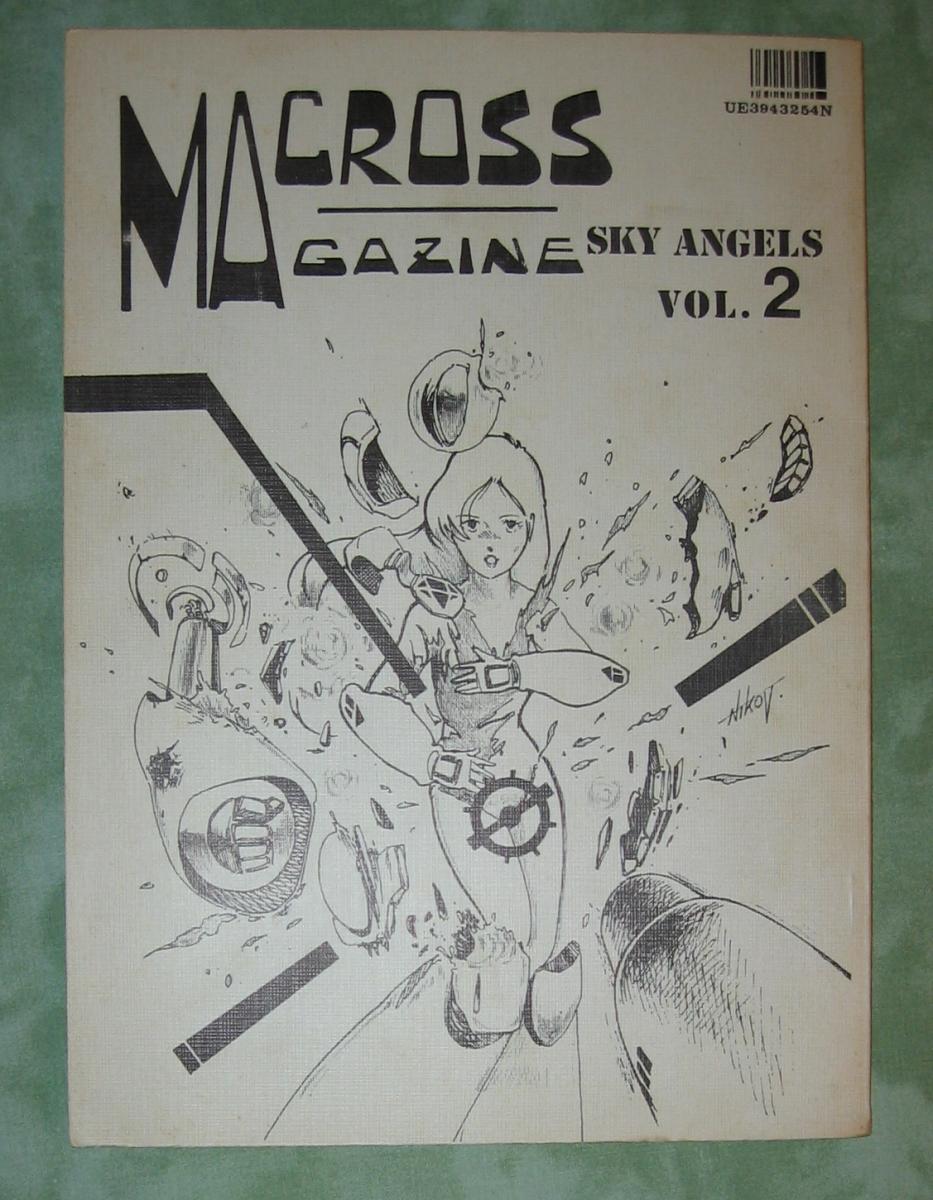 UE3943254N
MACROSS
MAGAZINE
SKY ANGELS
VOL. 2
NIKOV.